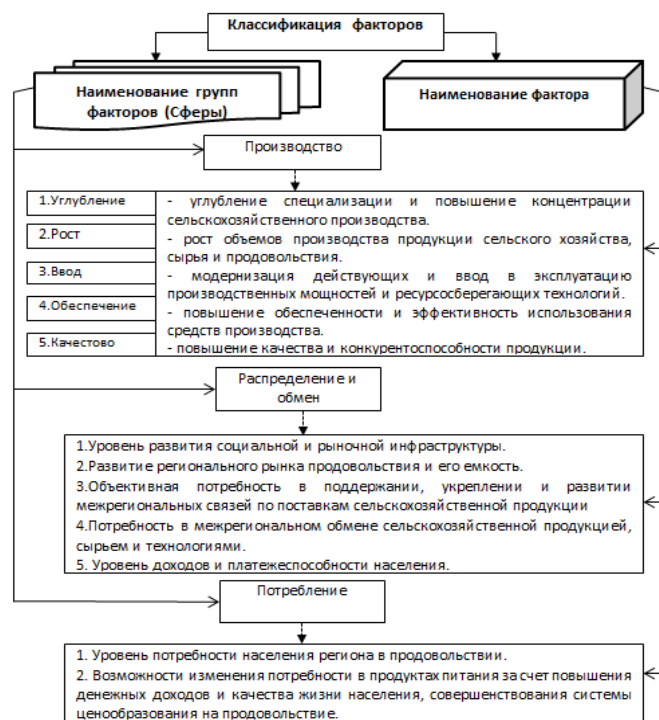 Классификация факторов
Наименование групп
факторов (Сферы)
Наименование фактора
Производство
1.Углубление
2.Рост
3.Ввод
4.Обеспечение
5.Качестово
- углубление специализации и повышение концентрации
сельскохозяйственного производства.
- рост объемов производства продукции сельского хозяйства,
сырья и продовольствия.
- модернизация действующих и ввод в эксплуатацию
производственных мощностей и ресурсосберегающих технологий.
- повышение обеспеченности и эффективность использования
средств производства.
- повышение качества и конкурентоспособности продукции.
Распределение и
обмен
1.Уровень развития социальной и рыночной инфраструктуры.
2.Развитие регионального рынка продовольствия и его емкость.
3.Объективная потребность в поддержании, укреплении и развитии
межрегиональных связей по поставкам сельскохозяйственной продукции
4.Потребность в межрегиональном обмене сельскохозяйственной продукцией,
сырьем и технологиями.
5. Уровень доходов и платежеспособности населения.
Потребление
1. Уровень потребности населения региона в продовольствии.
2. Возможности изменения потребности в продуктах питания за счет повышения
денежных доходов и качества жизни населения, совершенствования системы
ценообразования на продовольствие.